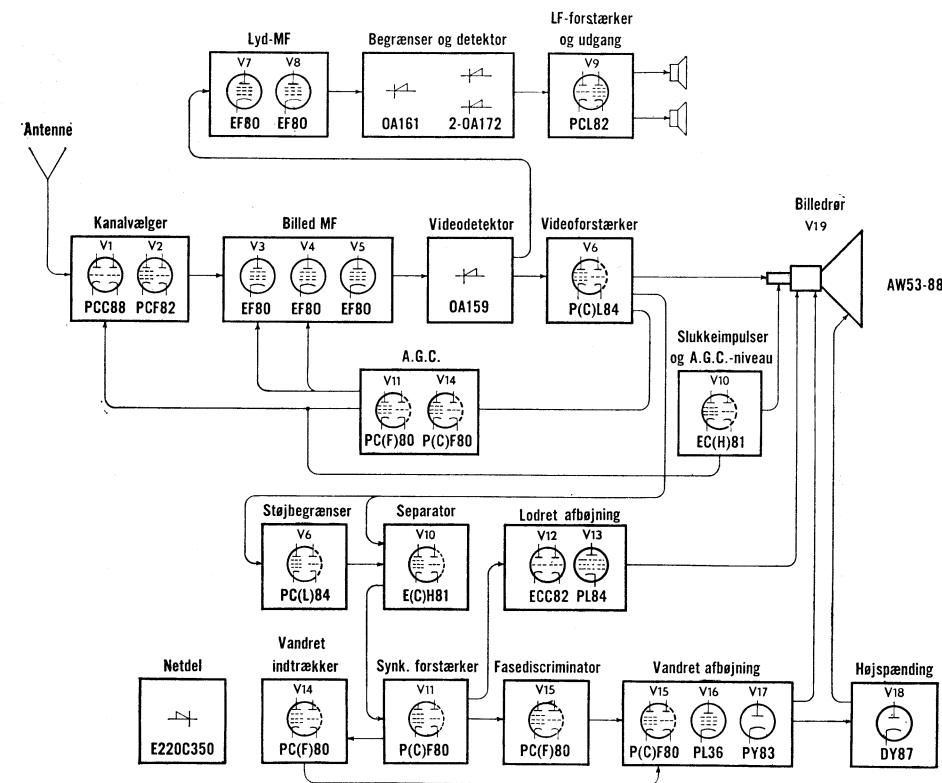 Lyd-MF
Begrænser og detektor
LF-forstærker
og udgang
V7 V8
V9
EF80 EF80
OA161 2-OA172
PCL82
Antenne
Kanalvælger
Billed MF
Videodetektor
Videoforstærker
Billedrør
V19
V1 V2
V3 V4 V5
V6
PCC88 PCF82
EF80 EF80 EF80
OA159
P(C)L84
AW53-88
A.G.C.
Slukkeimpulser
og A.G.C.-niveau
V11 V14
V10
PC(F)80 P(C)F80
EC(H)81
Støjbegrænser
Separator
Lodret afbøjning
V6
V10
V12 V13
PC(L)84
E(C)H81
ECC82 PL84
Netdel
Vandret
indtrækker
Synk. forstærker
Fasediscriminator
Vandret afbøjning
Højspænding
V14
V11
V15
V15 V16 V17
V18
E220C350
PC(F)80
P(C)F80
PC(F)80
P(C)F80 PL36 PY83
DY87